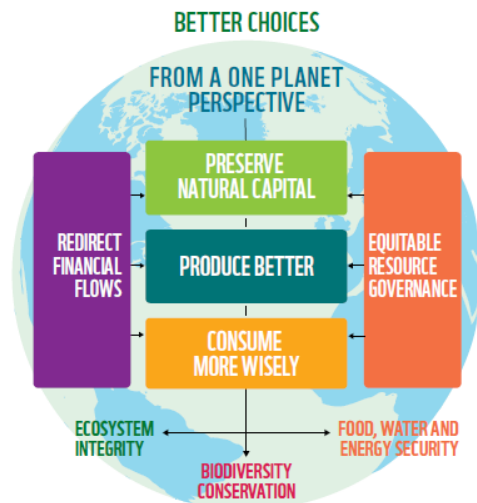 BETTER CHOICES
FROM A ONE PLANET
PERSPECTIVE
PRESERVE
NATURAL CAPITAL
REDIRECT
FINANCIAL
FLOWS
PRODUCE BETTER
EQUITABLE
RESOURCE
GOVERNANCE
CONSUME
MORE WISELY
ECOSYSTEM
INTEGRITY
BIODIVERSITY
CONSERVATION
FOOD, WATER AND
ENERGY SECURITY